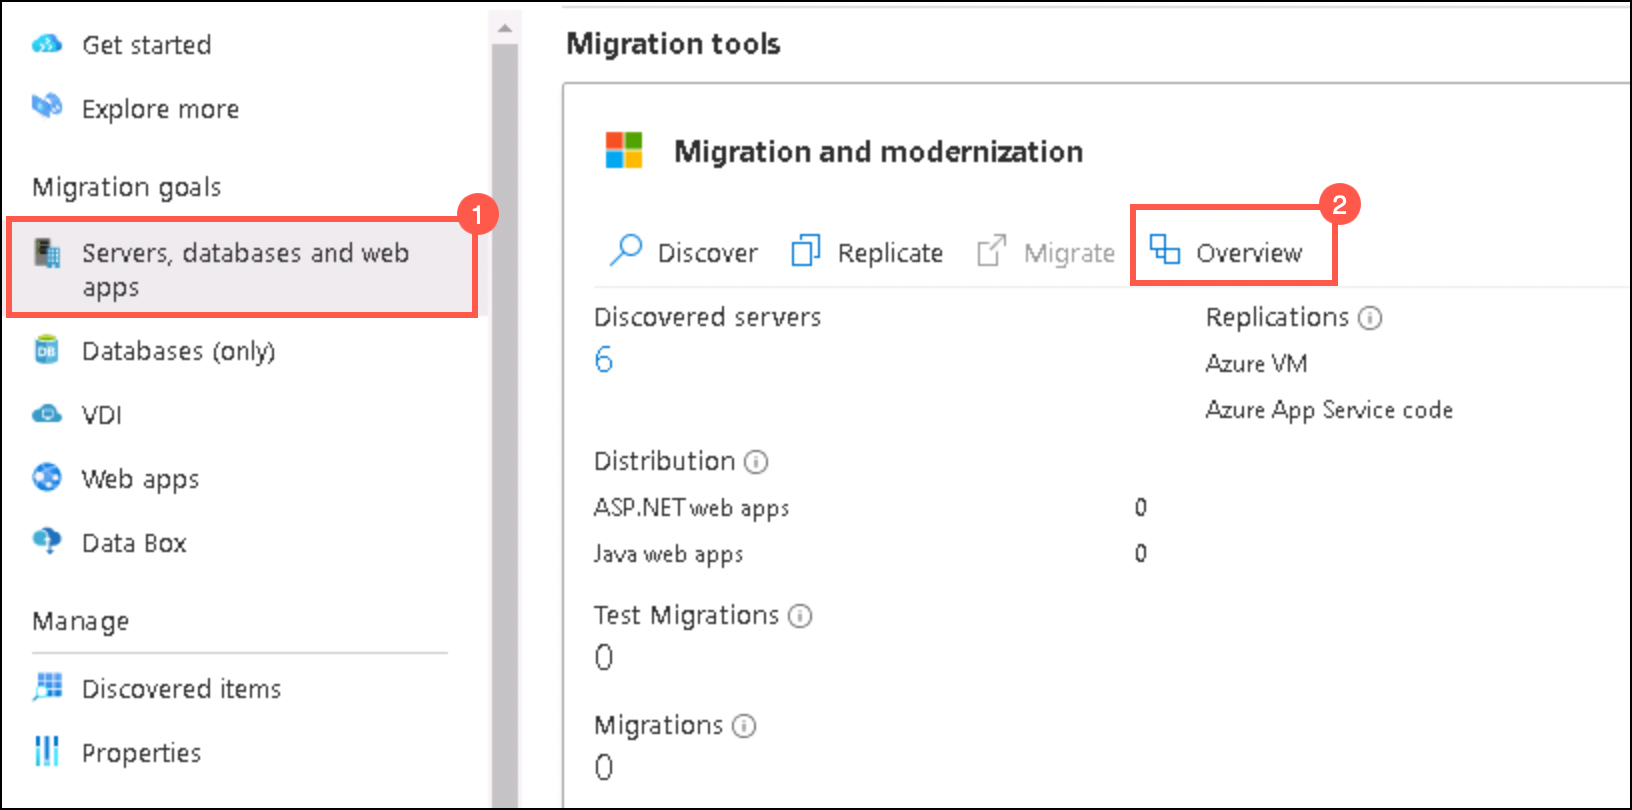 Get started
Explore more
Migration goals
1
Servers, databases and web
apps
Databases (only)
DB
VDI
Web apps
Data Box
Manage
Discovered items
Properties
Migration tools
Migration and modernization
2
Discover Replicate Migrate Overview
Discovered servers
6
Replications
Azure VM
Azure App Service code
Distribution
ASP.NET web apps 0
Java web apps 0
Test Migrations
0
Migrations
0